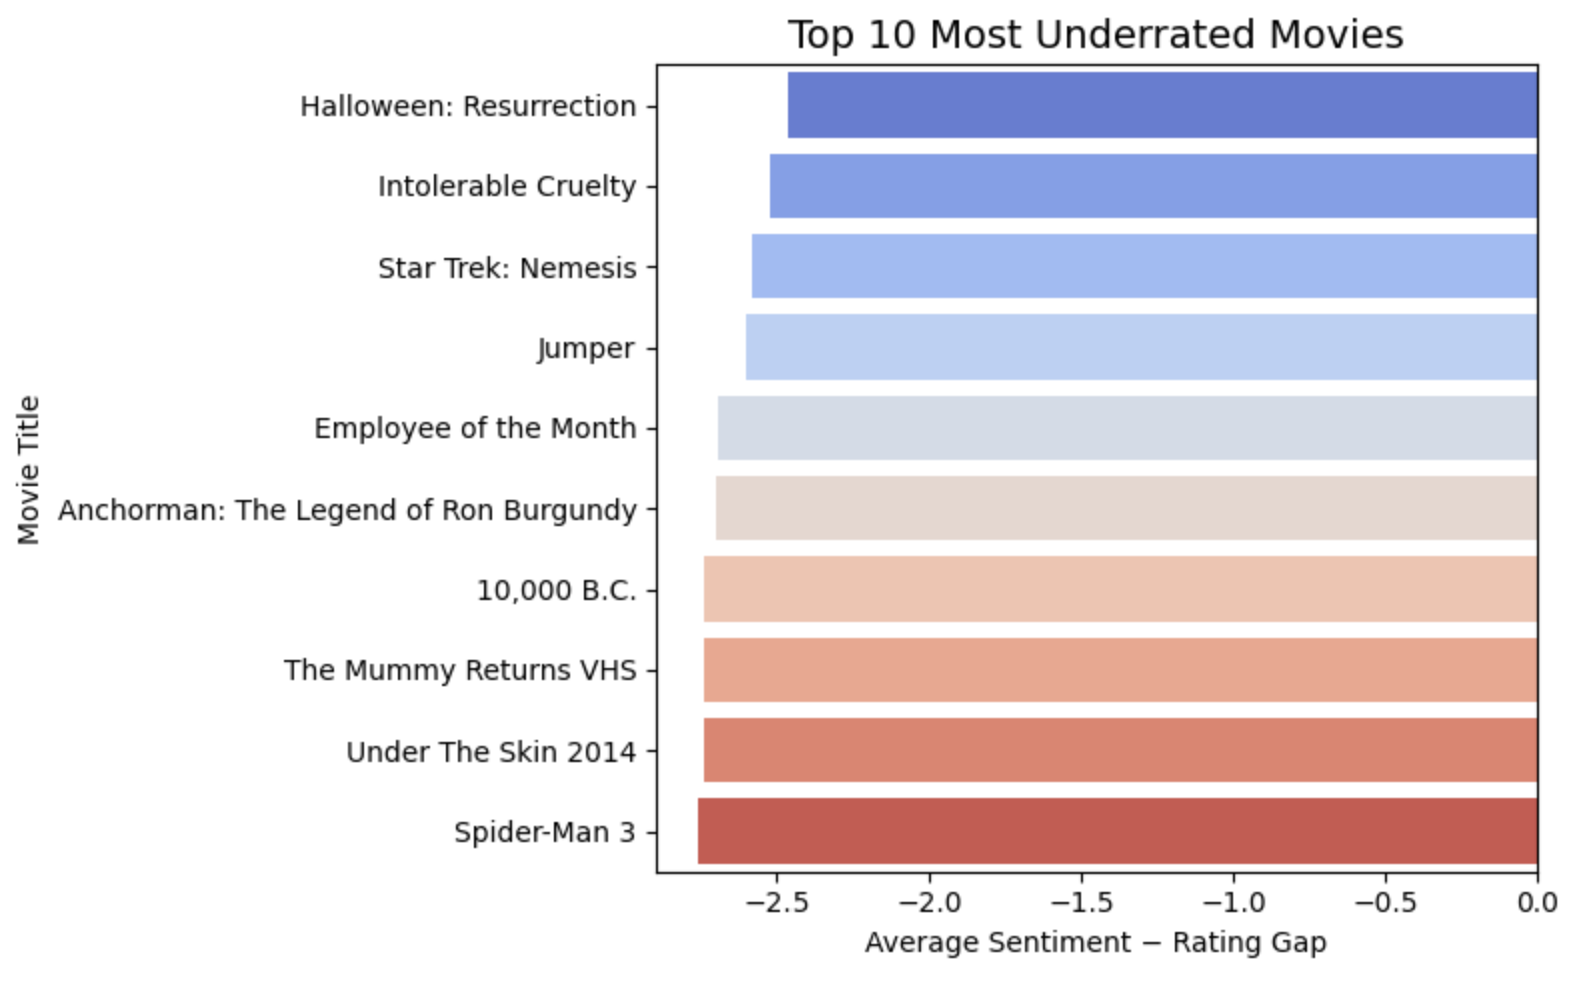 Top 10 Most Underrated Movies
Movie Title
Halloween: Resurrection
Intolerable Cruelty
Star Trek: Nemesis
Jumper
Employee of the Month
Anchorman: The Legend of Ron Burgundy
10,000 B.C.
The Mummy Returns VHS
Under The Skin 2014
Spider-Man 3
−2.5 −2.0 −1.5 −1.0 −0.5 0.0
Average Sentiment − Rating Gap